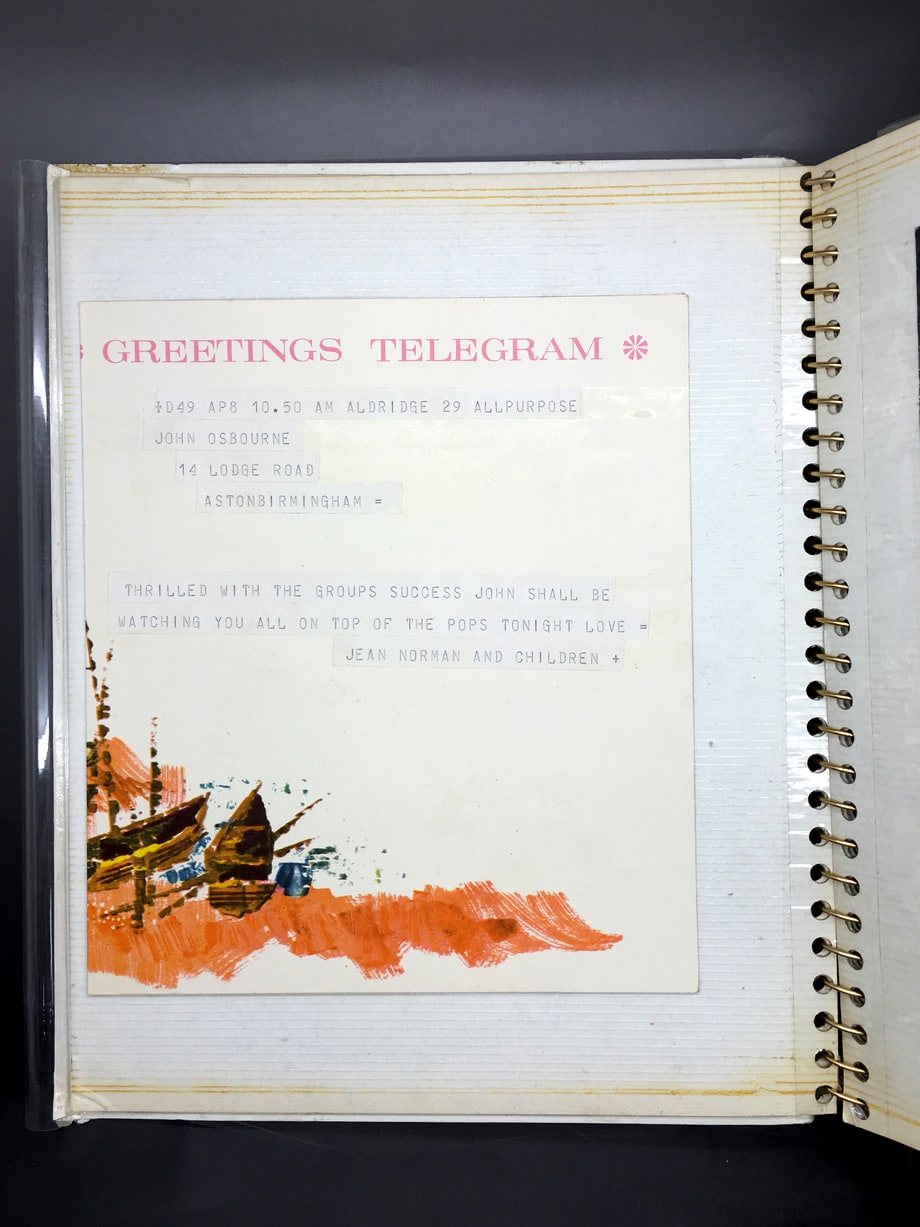 GREETINGS TELEGRAM
D49 AP8 10.50 AM ALDRIDGE 29 ALLPURPOSE
JOHN OSBOURNE
14 LODGE ROAD
ASTONBIRMINGHAM =
THRILLED WITH THE GROUPS SUCCESS JOHN SHALL BE
WATCHING YOU ALL ON TOP OF THE POPS TONIGHT LOVE =
JEAN NORMAN AND CHILDREN +